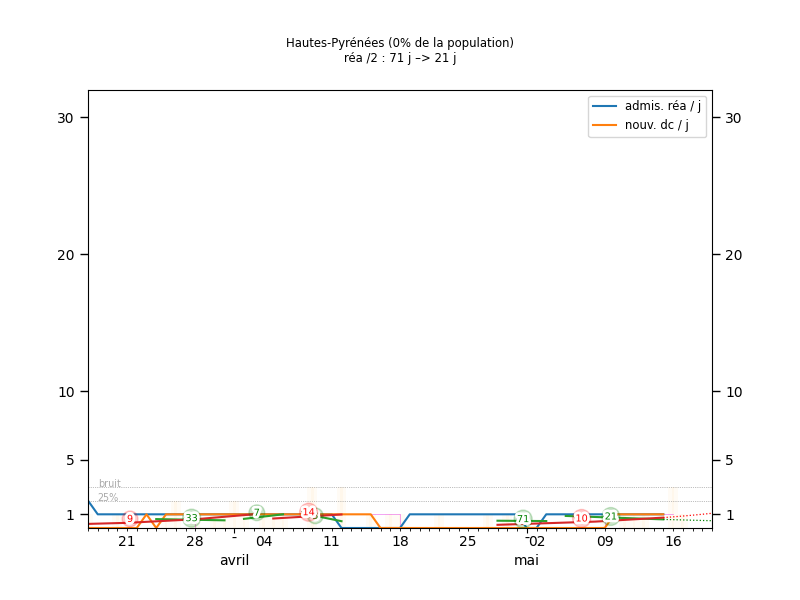 Hautes-Pyrénées (0% de la population)
réa /2 : 71 j –> 21 j
admis. réa / j
nouv. dc / j
30 30
20 20
10 10
5 5
bruit
25%
1 1
9 33 7 14 71 10 21
21 28 - 04 11 18 25 - 02 09 16
avril mai